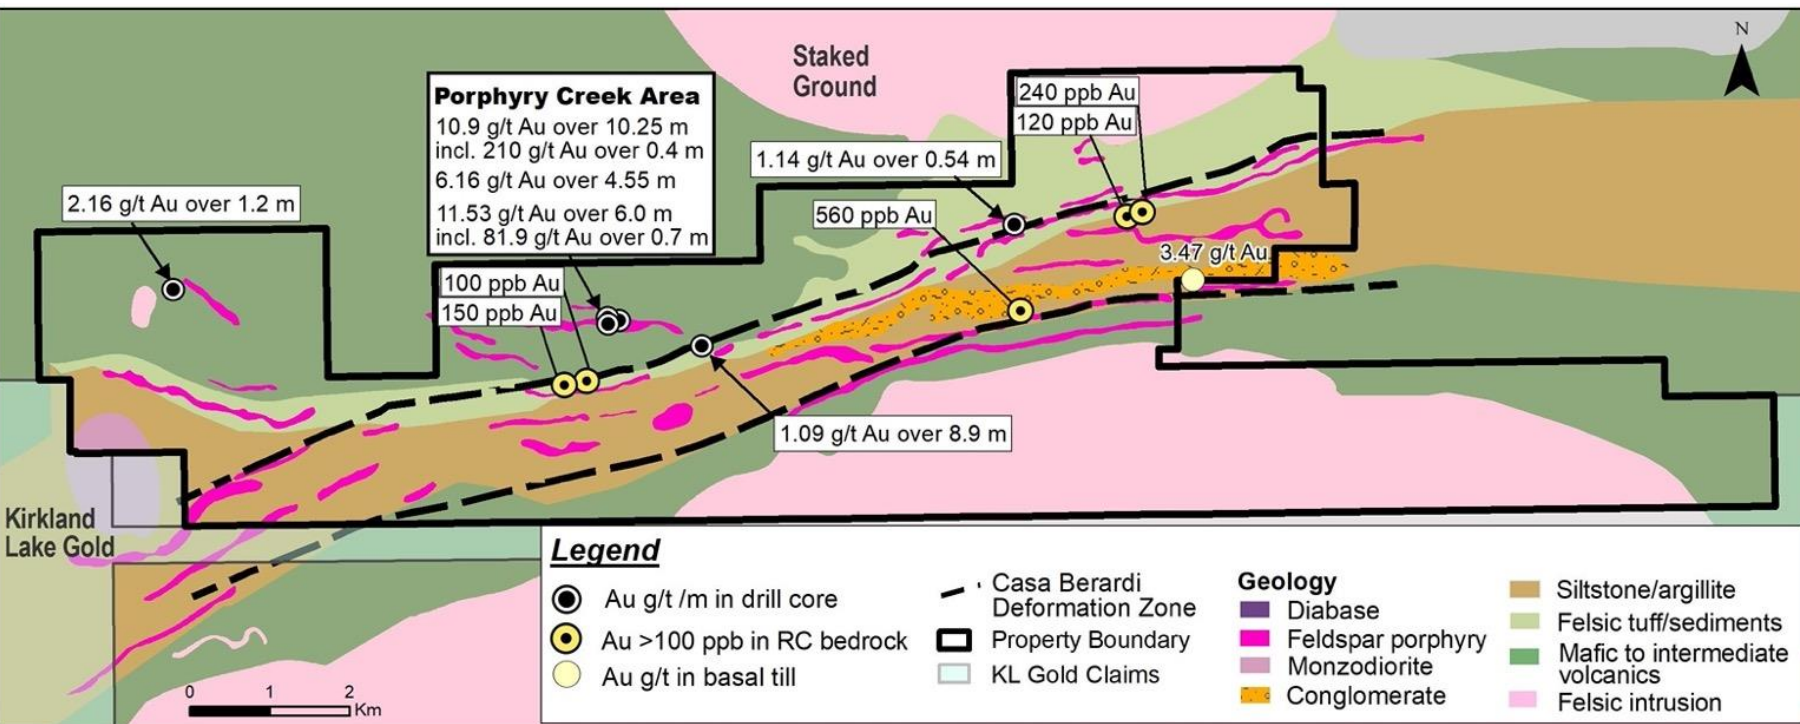 Staked
Ground
N
Porphyry Creek Area
10.9 g/t Au over 10.25 m
incl. 210 g/t Au over 0.4 m
6.16 g/t Au over 4.55 m
11.53 g/t Au over 6.0 m
incl. 81.9 g/t Au over 0.7 m
240 ppb Au
120 ppb Au
1.14 g/t Au over 0.54 m
2.16 g/t Au over 1.2 m
560 ppb Au
3.47 g/t Au
100 ppb Au
150 ppb Au
1.09 g/t Au over 8.9 m
Kirkland
Lake Gold
0 1 2
Km
Legend
Au g/t /m in drill core
Au >100 ppb in RC bedrock
Au g/t in basal till
Casa Berardi
Deformation Zone
Property Boundary
KL Gold Claims
Geology
Diabase
Feldspar porphyry
Monzodiorite
Conglomerate
Siltstone/argillite
Felsic tuff/sediments
Mafic to intermediate
volcanics
Felsic intrusion